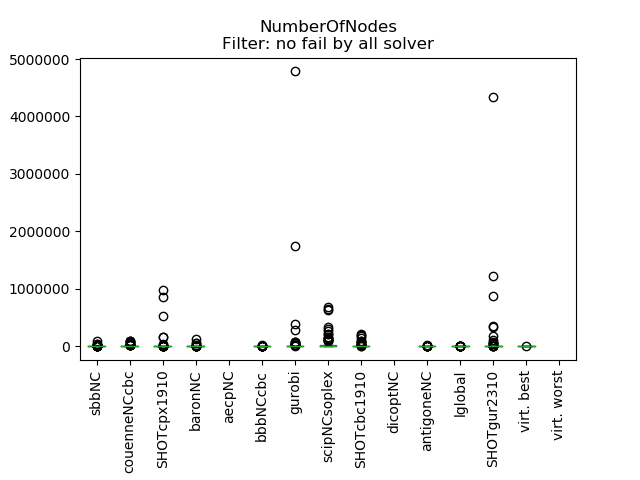 NumberOfNodes
Filter: no fail by all solver
5000000
4000000
3000000
2000000
1000000
0
sbbNC
couenneNCcbc
SHOTcpx1910
baronNC
aecpNC
bbbNCcbc
gurobi
scipNCsoplex
SHOTcbc1910
dicoptNC
antigoneNC
lglobal
SHOTgur2310
virt. best
virt. worst